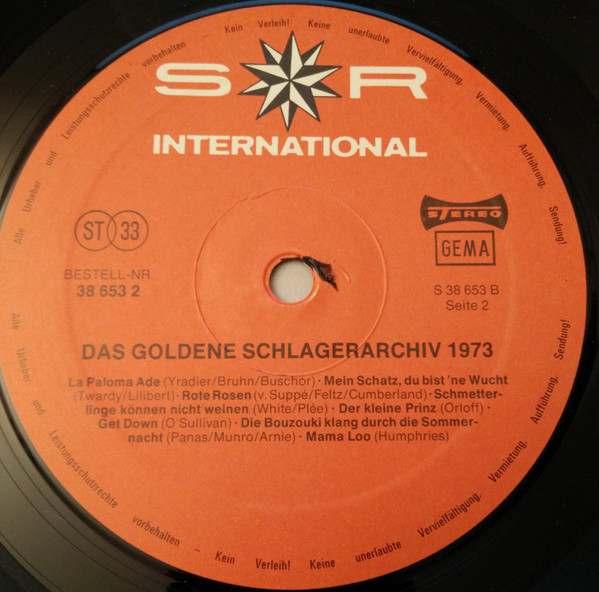 Alle Urheber und Leistungsschutzrechte vorbehalten - Kein Verleih! Keine unerlaubte Vervielfältigung, Vermietung, Aufführung, Sendung!
S R
INTERNATIONAL
ST 33
STEREO
GEMA
BESTELL-NR.
38 653 2
S 38 653 B
Seite 2
DAS GOLDENE SCHLAGERARCHIV 1973
La Paloma Ade (Yradier/Bruhn/Buschor) · Mein Schatz, du bist 'ne Wucht
(Twardy/Lilibert) · Rote Rosen (v. Suppé/Feltz/Cumberland) · Schmetter-
linge können nicht weinen (White/Plée) · Der kleine Prinz (Orloff) ·
Get Down (O'Sullivan) · Die Bouzouki klang durch die Sommer-
nacht (Panas/Munro/Arnie) · Mama Loo (Humphries)
Alle Urheber und Leistungsschutzrechte vorbehalten - Kein Verleih! Keine unerlaubte Vervielfältigung, Vermietung, Aufführung, Sendung!